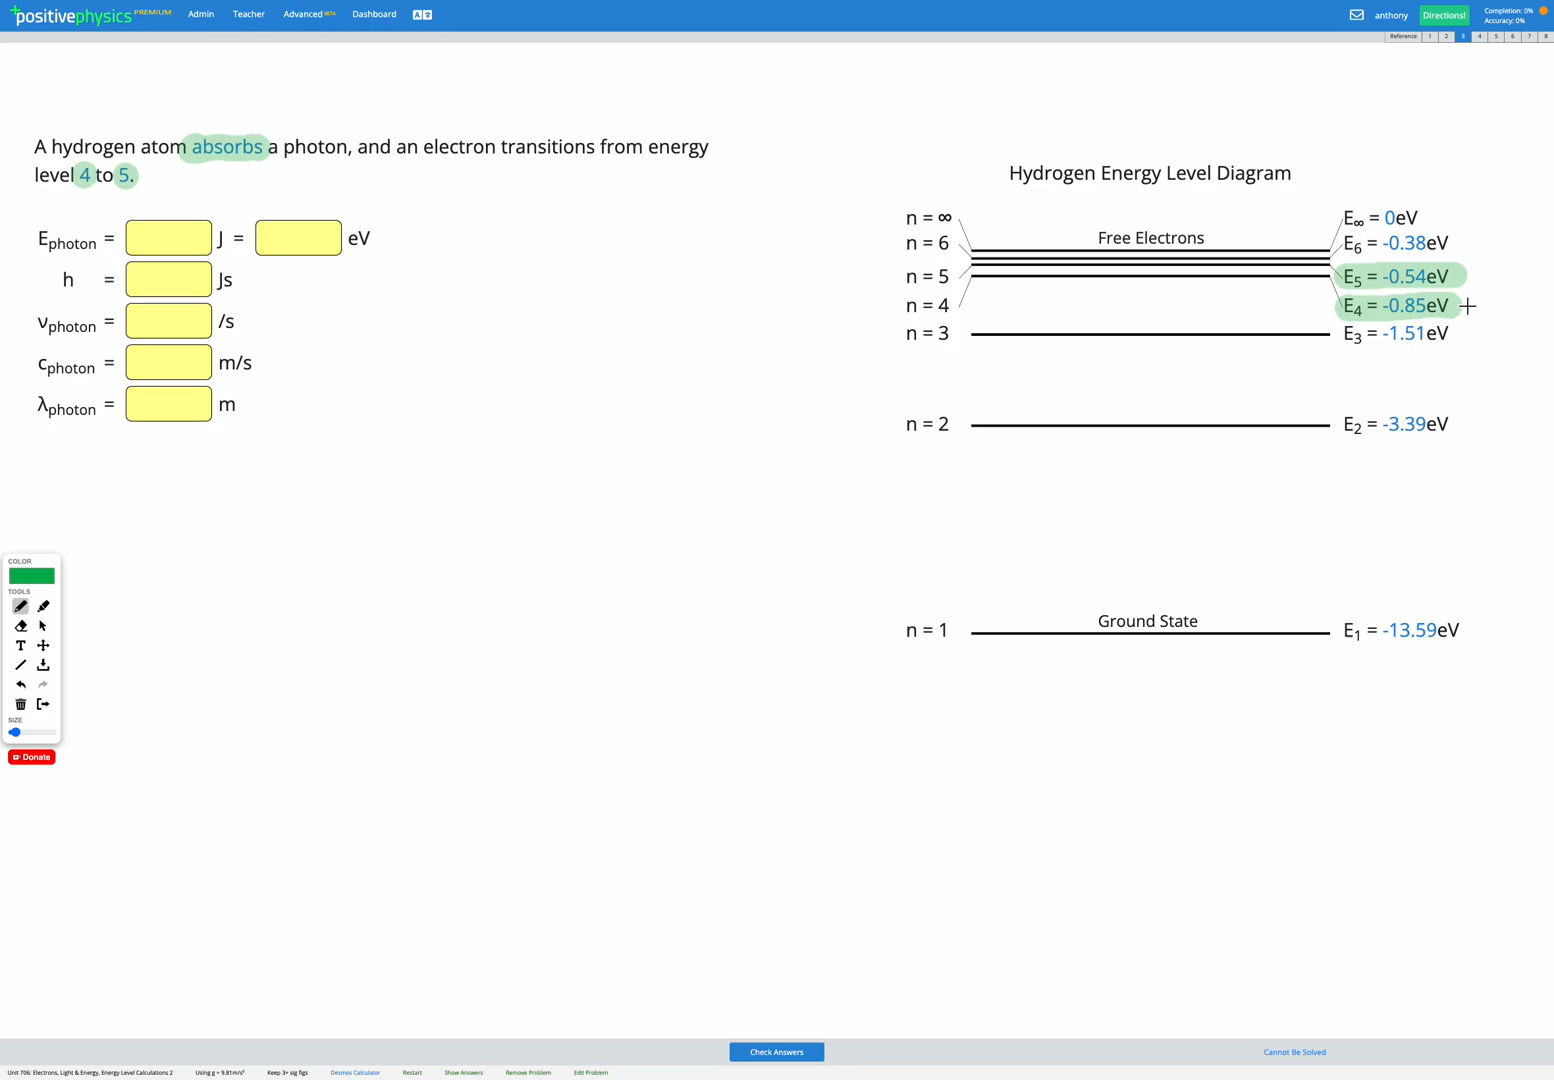 +positivephysics PREMIUM Admin Teacher Advanced BETA Dashboard A anthony Directions! Completion: 0%
Accuracy: 0%
Reference 1 2 3 4 5 6 7 8
A hydrogen atom absorbs a photon, and an electron transitions from energy
level 4 to 5.
Ephoton = J = eV
h = Js
νphoton = /s
cphoton = m/s
λphoton = m
Hydrogen Energy Level Diagram
n = ∞ E∞ = 0eV
Free Electrons
n = 6 E6 = -0.38eV
n = 5 E5 = -0.54eV
n = 4 E4 = -0.85eV
n = 3 E3 = -1.51eV
n = 2 E2 = -3.39eV
Ground State
n = 1 E1 = -13.59eV
COLOR
TOOLS
T
SIZE
Donate
Check Answers
Cannot Be Solved
Unit 706: Electrons, Light & Energy, Energy Level Calculations 2 Using g = 9.81m/s² Keep 3+ sig figs Desmos Calculator Restart Show Answers Remove Problem Edit Problem